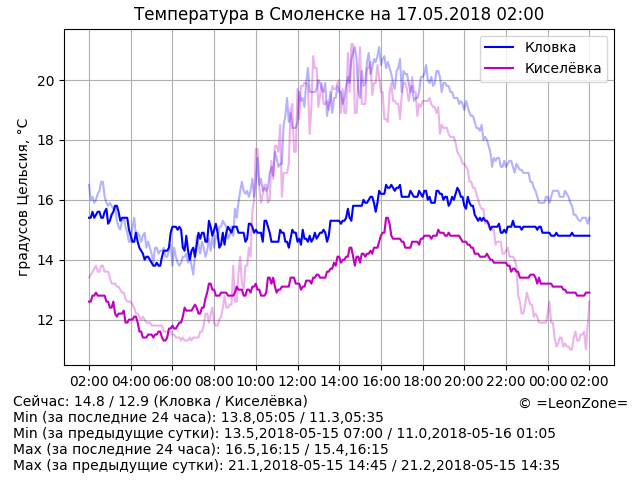 Температура в Смоленске на 17.05.2018 02:00
Кловка
Киселёвка
градусов Цельсия, °C
20
18
16
14
12
02:00 04:00 06:00 08:00 10:00 12:00 14:00 16:00 18:00 20:00 22:00 00:00 02:00
Сейчас: 14.8 / 12.9 (Кловка / Киселёвка)
© =LeonZone=
Min (за последние 24 часа): 13.8,05:05 / 11.3,05:35
Min (за предыдущие сутки): 13.5,2018-05-15 07:00 / 11.0,2018-05-16 01:05
Max (за последние 24 часа): 16.5,16:15 / 15.4,16:15
Max (за предыдущие сутки): 21.1,2018-05-15 14:45 / 21.2,2018-05-15 14:35